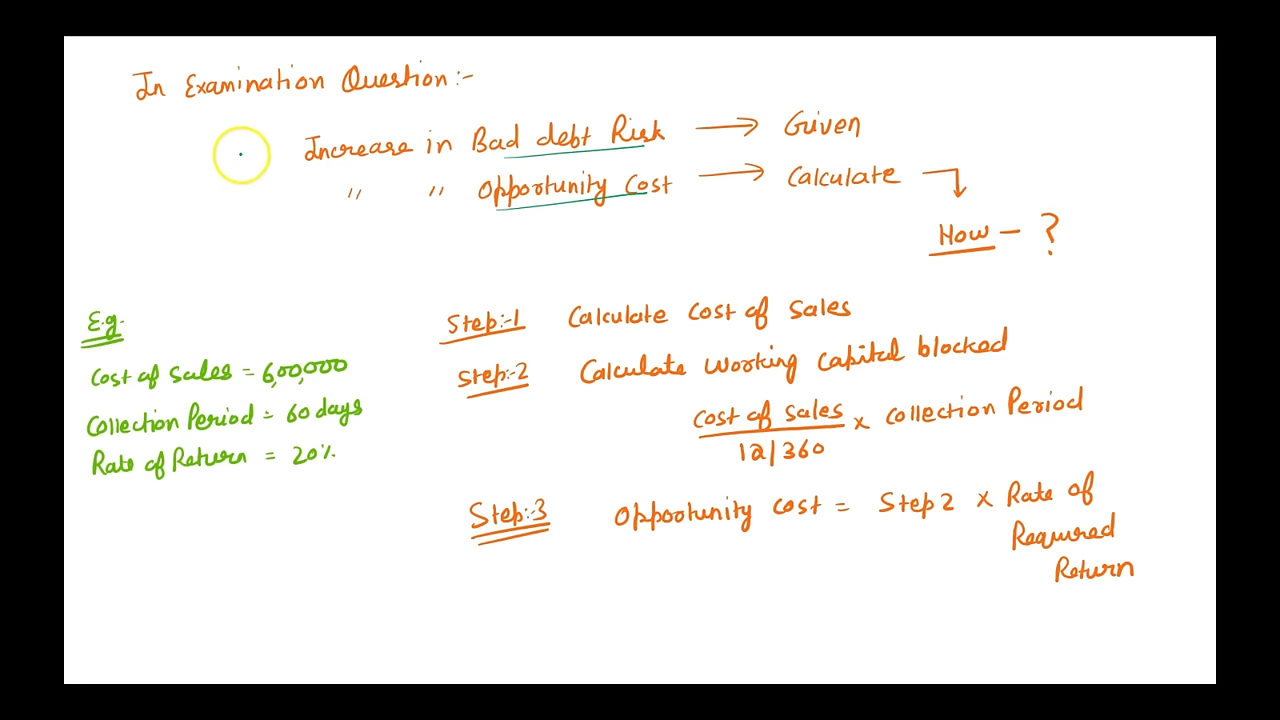 In Examination Question:-
Increase in Bad debt Risk → Given
" " Opportunity Cost → Calculate
How - ?
E.g.
Cost of Sales = 6,00,000
Collection Period = 60 days
Rate of Return = 20%
Step:-1 Calculate Cost of Sales
Step:-2 Calculate Working Capital blocked
Cost of Sales × Collection Period
12/360
Step:-3 Opportunity Cost = Step 2 × Rate of
Required
Return